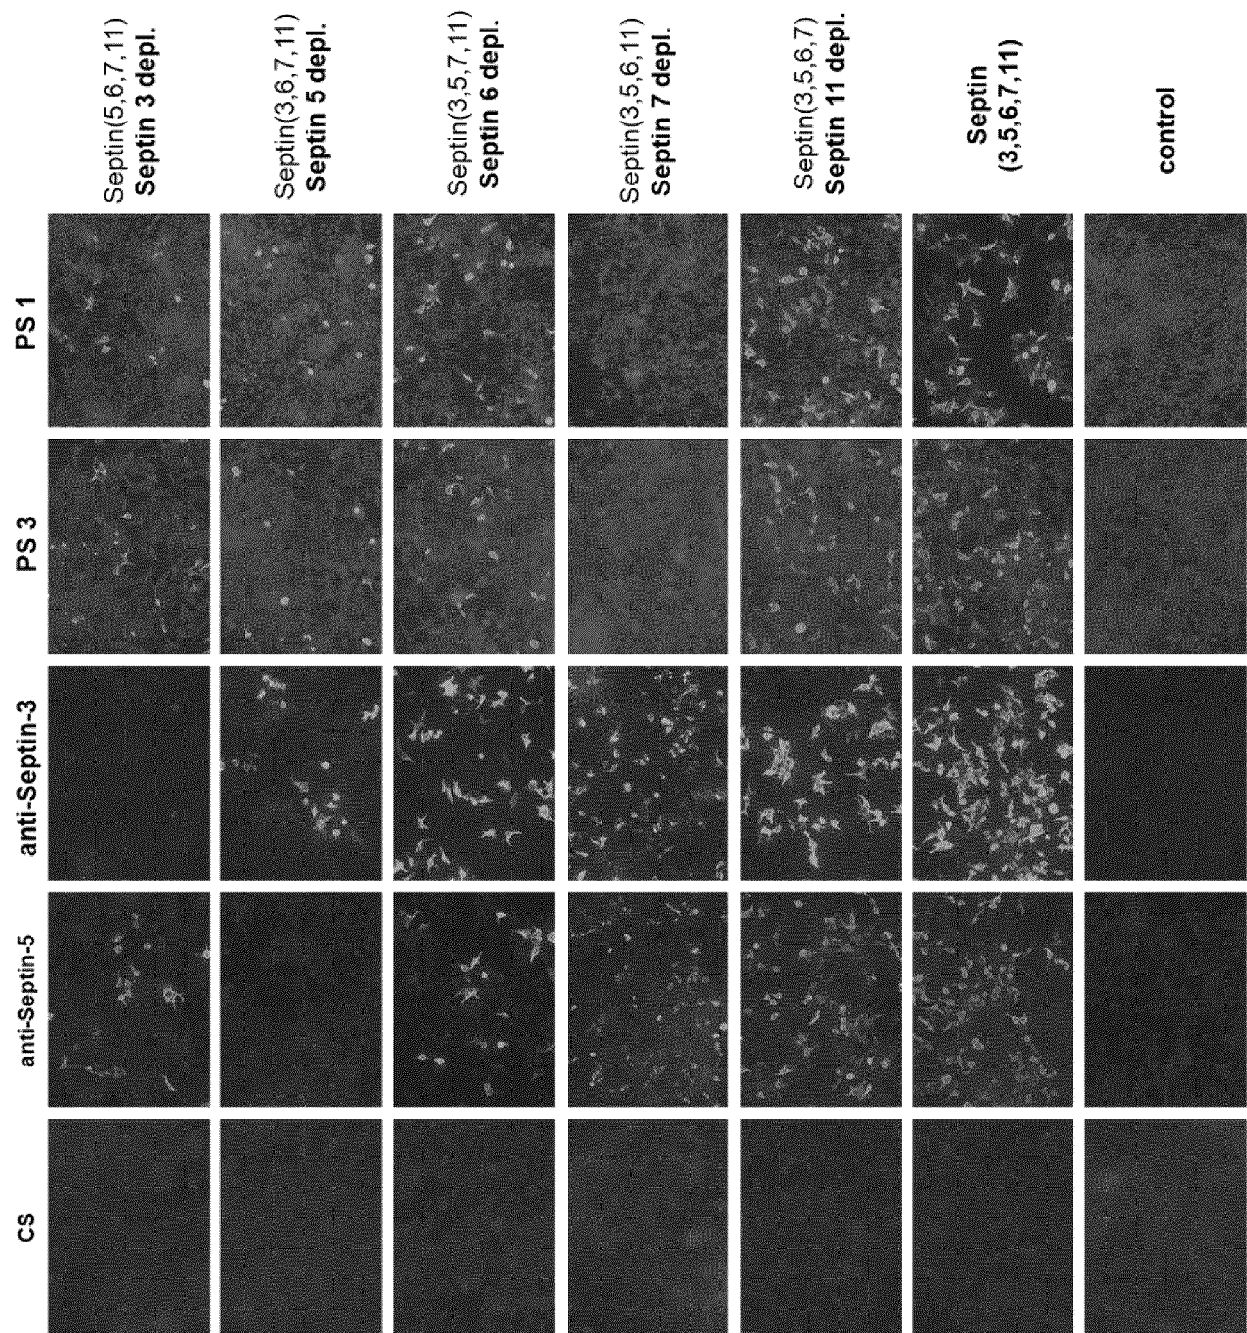 Septin(5,6,7,11)
Septin 3 depl.
Septin(3,6,7,11)
Septin 5 depl.
Septin(3,5,7,11)
Septin 6 depl.
Septin(3,5,6,11)
Septin 7 depl.
Septin(3,5,6,7)
Septin 11 depl.
Septin
(3,5,6,7,11)
control
PS 1
PS 3
anti-Septin-3
anti-Septin-5
CS